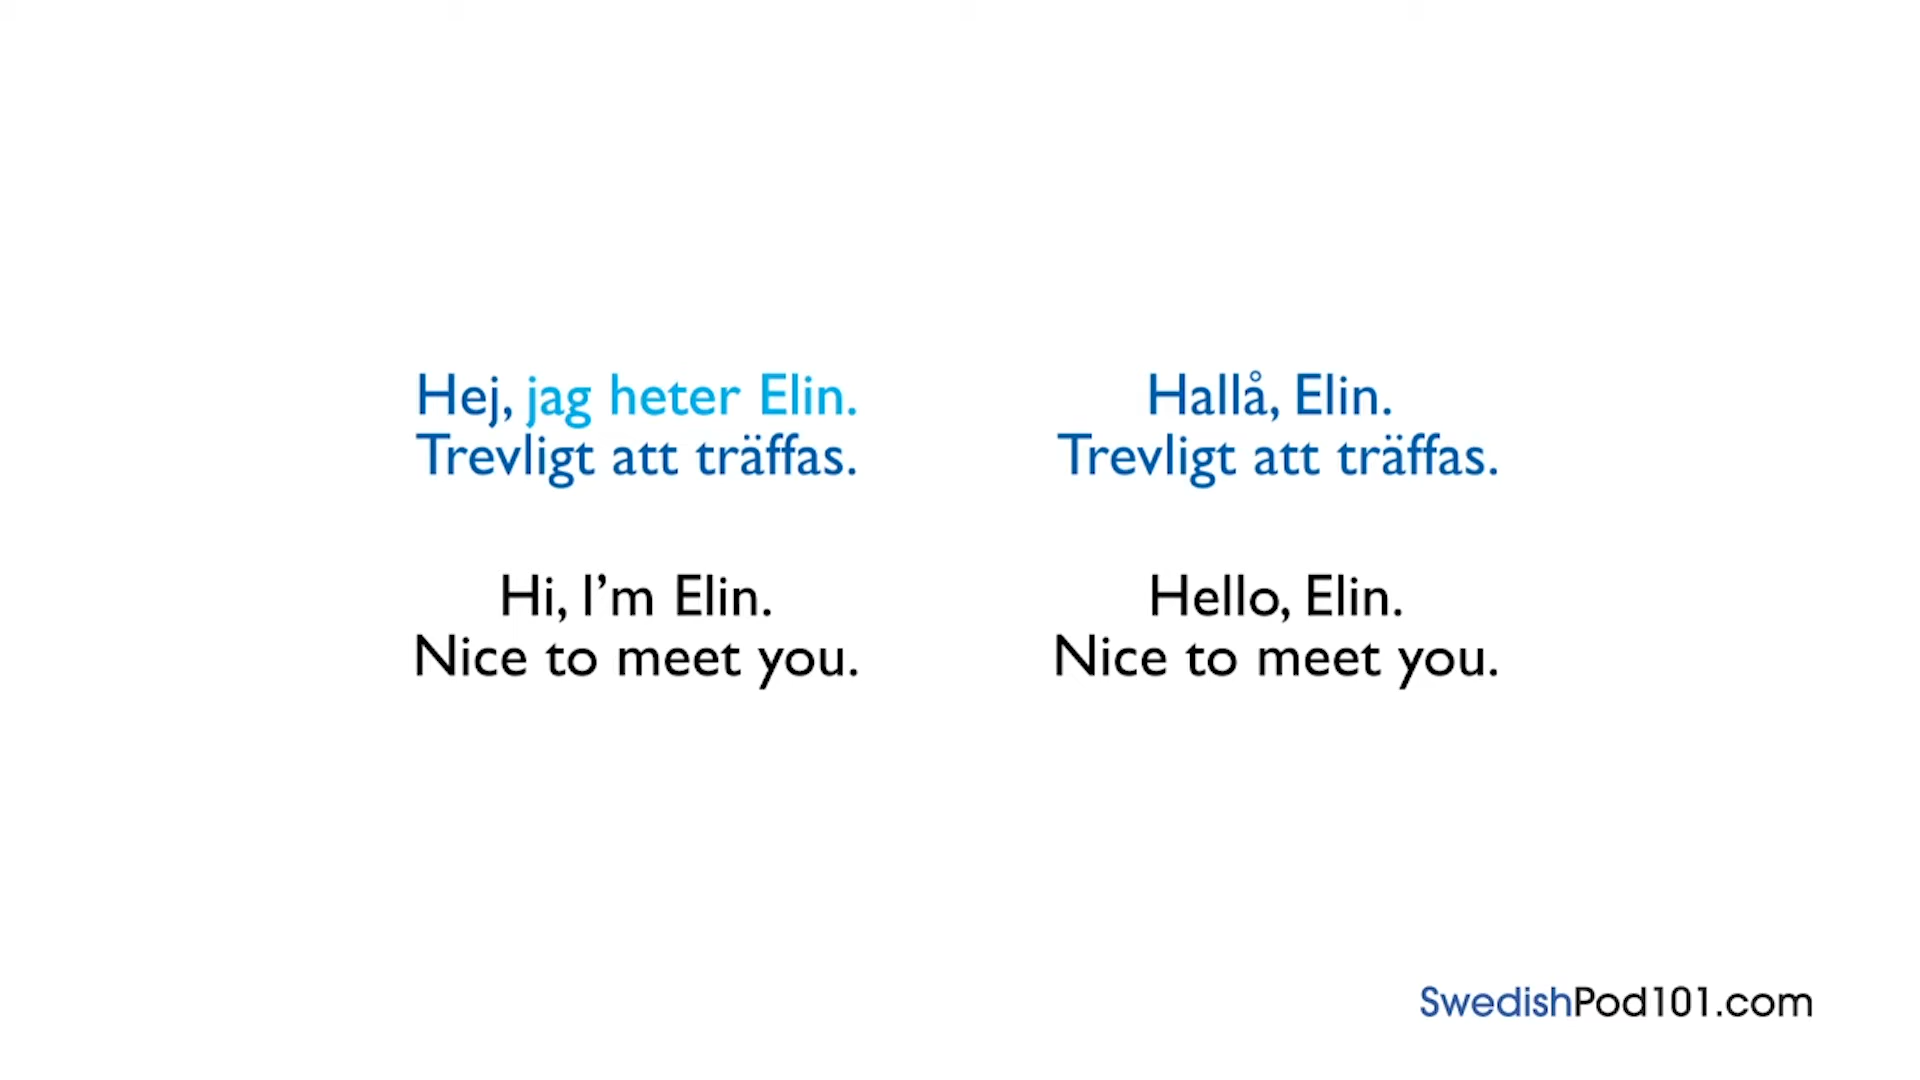 Hej, jag heter Elin.
Trevligt att träffas.
Hi, I’m Elin.
Nice to meet you.
Hallå, Elin.
Trevligt att träffas.
Hello, Elin.
Nice to meet you.
SwedishPod101.com